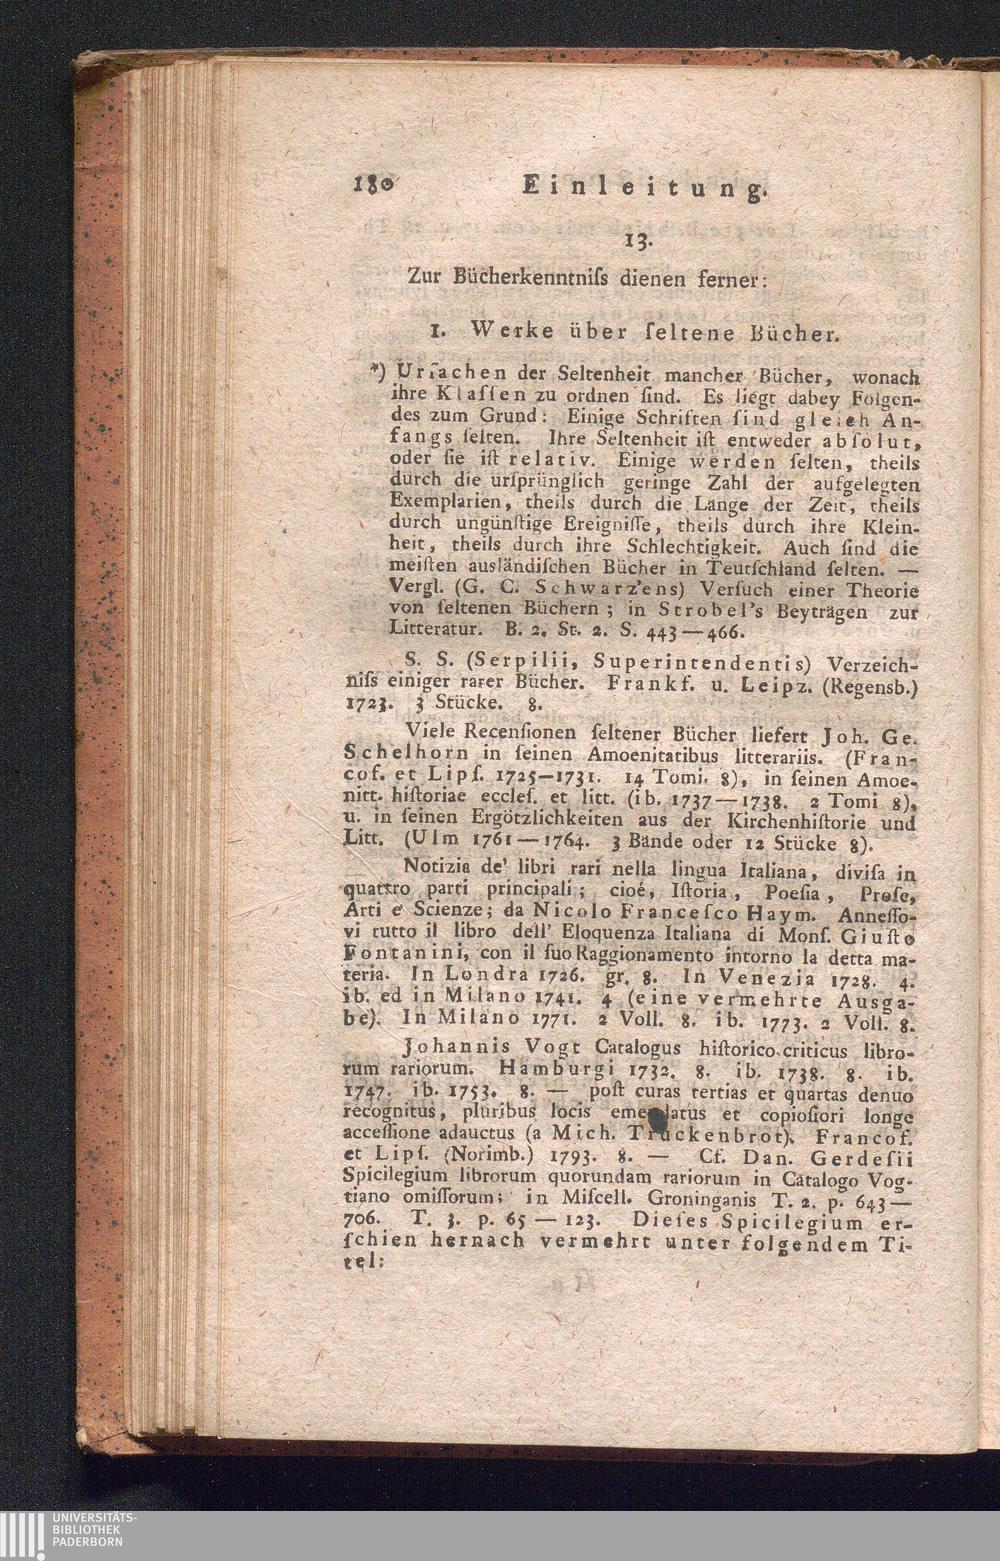 180 Einleitung.
13.
Zur Bücherkenntniſs dienen ferner:
1. Werke über ſeltene Bücher.
*) Urſachen der Seltenheit mancher Bücher, wonach
ihre Klaſſen zu ordnen ſind. Es liegt dabey Folgen-
des zum Grund: Einige Schriften ſind gleich An-
fangs ſelten. Ihre Seltenheit iſt entweder abſolut,
oder ſie iſt relativ. Einige werden ſelten, theils
durch die urſprünglich geringe Zahl der aufgelegten
Exemplarien, theils durch die Länge der Zeit, theils
durch ungünſtige Ereigniſſe, theils durch ihre Klein-
heit, theils durch ihre Schlechtigkeit. Auch ſind die
meiſten ausländiſchen Bücher in Teutſchland ſelten. —
Vergl. (G. C. Schwarz'ens) Verſuch einer Theorie
von ſeltenen Büchern; in Strobel's Beyträgen zur
Litteratur. B. 2. St. 2. S. 443—466.
S. S. (Serpilii, Superintendentis) Verzeich-
niſs einiger rarer Bücher. Frankf. u. Leipz. (Regensb.)
1723. 3 Stücke. 8.
Viele Recenſionen ſeltener Bücher liefert Joh. Ge.
Schelhorn in ſeinen Amoenitatibus litterariis. (Fran-
cof. et Lipſ. 1725—1731. 14 Tomi. 8), in ſeinen Amoe-
nitt. hiſtoriae eccleſ. et litt. (ib. 1737—1738. 2 Tomi 8),
u. in ſeinen Ergötzlichkeiten aus der Kirchenhiſtorie und
Litt. (Ulm 1761—1764. 3 Bände oder 12 Stücke 8).
Notizia de' libri rari nella lingua Italiana, diviſa in
quattro parti principali; cioé, Iſtoria, Poeſia, Proſe,
Arti e Scienze; da Nicolo Franceſco Haym. Anneſſo-
vi tutto il libro dell' Eloquenza Italiana di Monſ. Giuſto
Fontanini, con il ſuo Raggionamento intorno la detta ma-
teria. In Londra 1726. gr. 8. In Venezia 1728. 4.
ib. ed in Milano 1741. 4 (eine vermehrte Ausga-
be). In Milano 1771. 2 Voll. 8. ib. 1773. 2 Voll. 8.
Johannis Vogt Catalogus hiſtorico-criticus libro-
rum rariorum. Hamburgi 1732. 8. ib. 1738. 8. ib.
1747. ib. 1753. 8. — poſt curas tertias et quartas denuo
recognitus, pluribus locis emendatus et copioſiori longe
acceſſione adauctus (a Mich. Truckenbrot). Francof.
et Lipſ. (Norimb.) 1793. 8. — Cf. Dan. Gerdeſii
Spicilegium librorum quorundam rariorum in Catalogo Vog-
tiano omiſſorum; in Miſcell. Groninganis T. 2. p. 643—
706. T. 3. p. 65 — 123. Dieſes Spicilegium er-
ſchien hernach vermehrt unter folgendem Ti-
tel:
UNIVERSITÄTS-
BIBLIOTHEK
PADERBORN